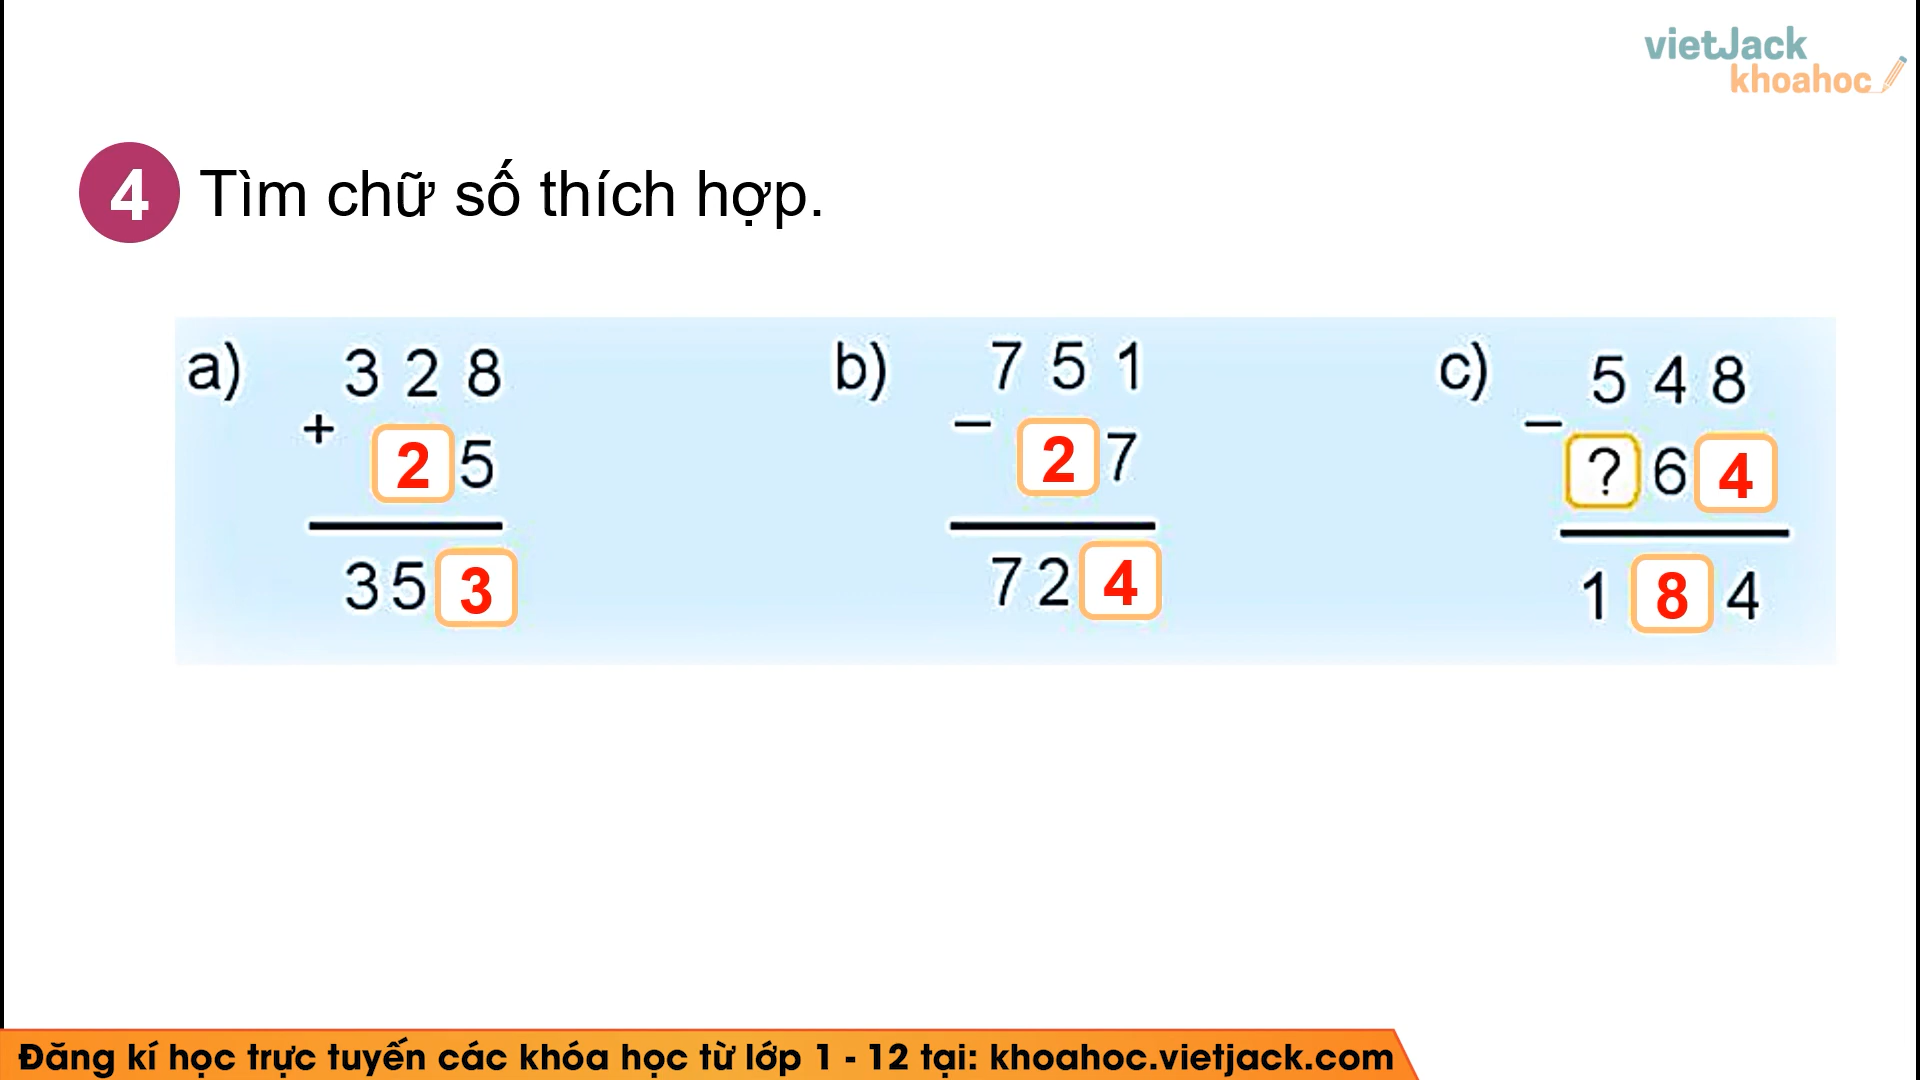 vietJack
khoahoc
4 Tìm chữ số thích hợp.
a) 3 2 8
+ 2 5
3 5 3
b) 7 5 1
− 2 7
7 2 4
c) 5 4 8
− ? 6 4
1 8 4
Đăng kí học trực tuyến các khóa học từ lớp 1 - 12 tại: khoahoc.vietjack.com